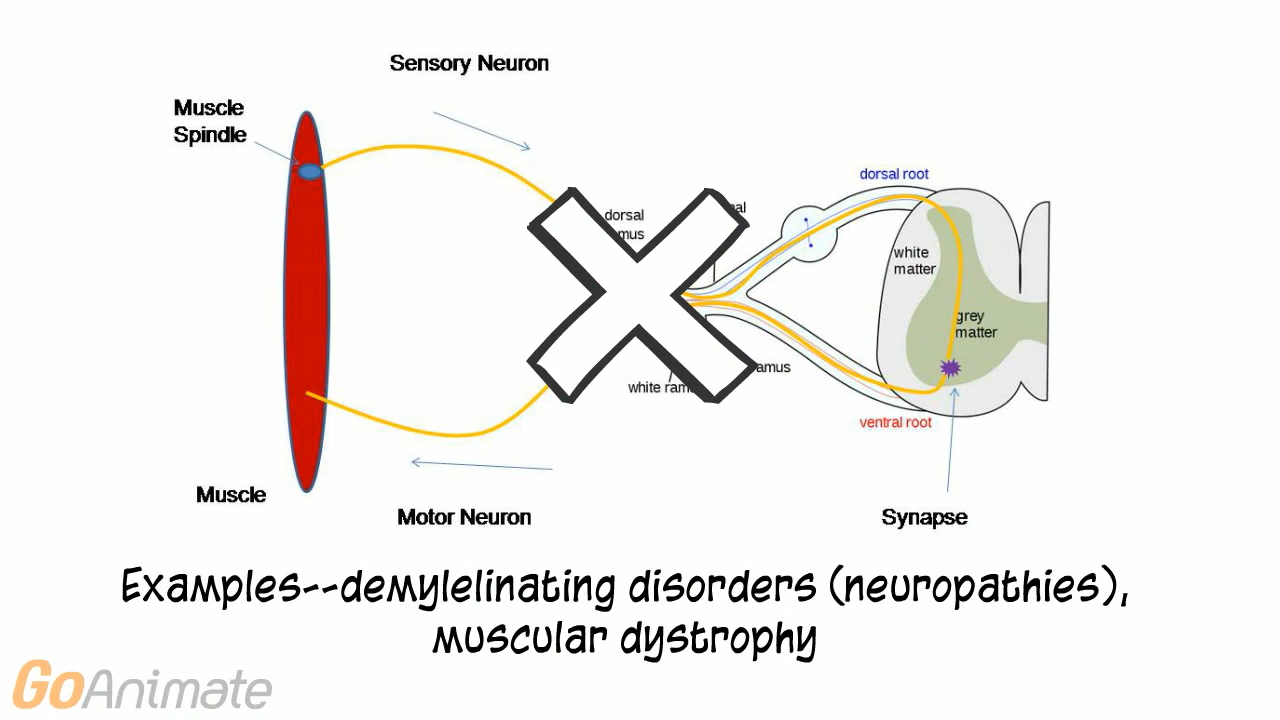 Sensory Neuron
Muscle
Spindle
dorsal root
dorsal
white
matter
grey
matter
white
ventral root
Muscle
Motor Neuron
Synapse
Examples--demylelinating disorders (neuropathies),
muscular dystrophy
GoAnimate